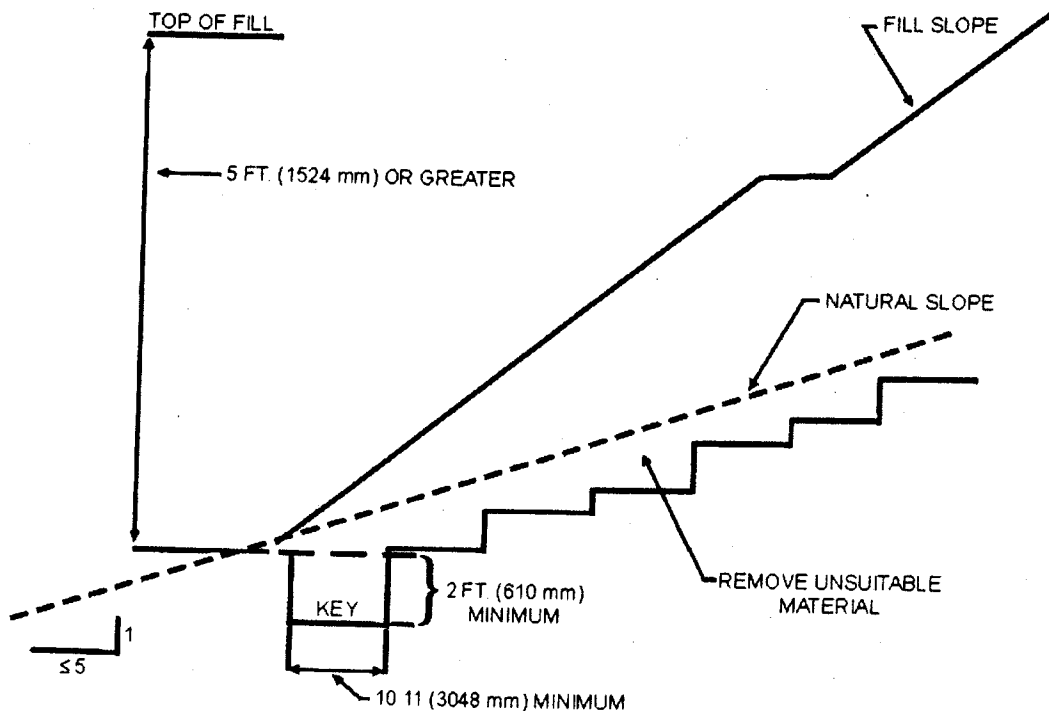 TOP OF FILL
FILL SLOPE
5 FT. (1524 mm) OR GREATER
NATURAL SLOPE
REMOVE UNSUITABLE
MATERIAL
2 FT. (610 mm)
MINIMUM
KEY
1
≤ 5
10 11 (3048 mm) MINIMUM